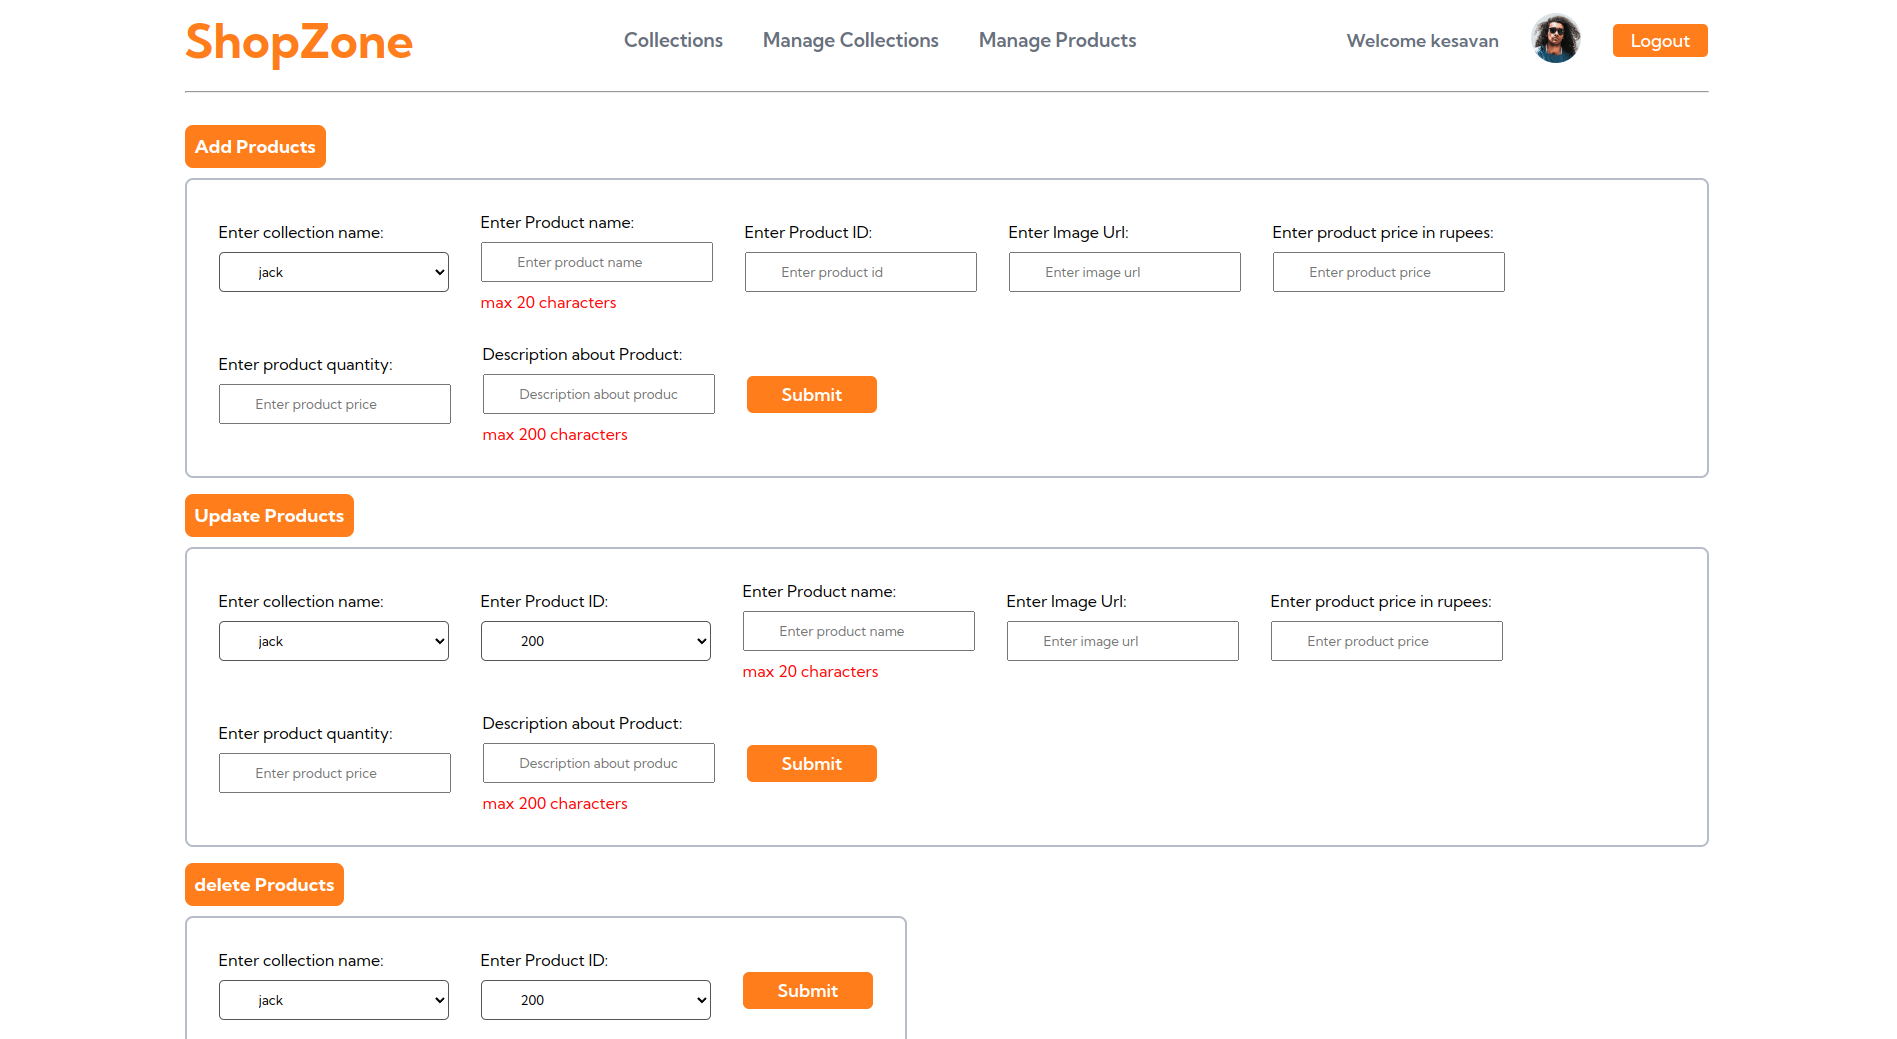 ShopZone Collections Manage Collections Manage Products Welcome kesavan Logout
Add Products
Enter collection name: Enter Product name: Enter Product ID: Enter Image Url: Enter product price in rupees:
jack Enter product name Enter product id Enter image url Enter product price
max 20 characters
Enter product quantity: Description about Product:
Enter product price Description about produc Submit
max 200 characters
Update Products
Enter collection name: Enter Product ID: Enter Product name: Enter Image Url: Enter product price in rupees:
jack 200 Enter product name Enter image url Enter product price
max 20 characters
Enter product quantity: Description about Product:
Enter product price Description about produc Submit
max 200 characters
delete Products
Enter collection name: Enter Product ID:
jack 200 Submit